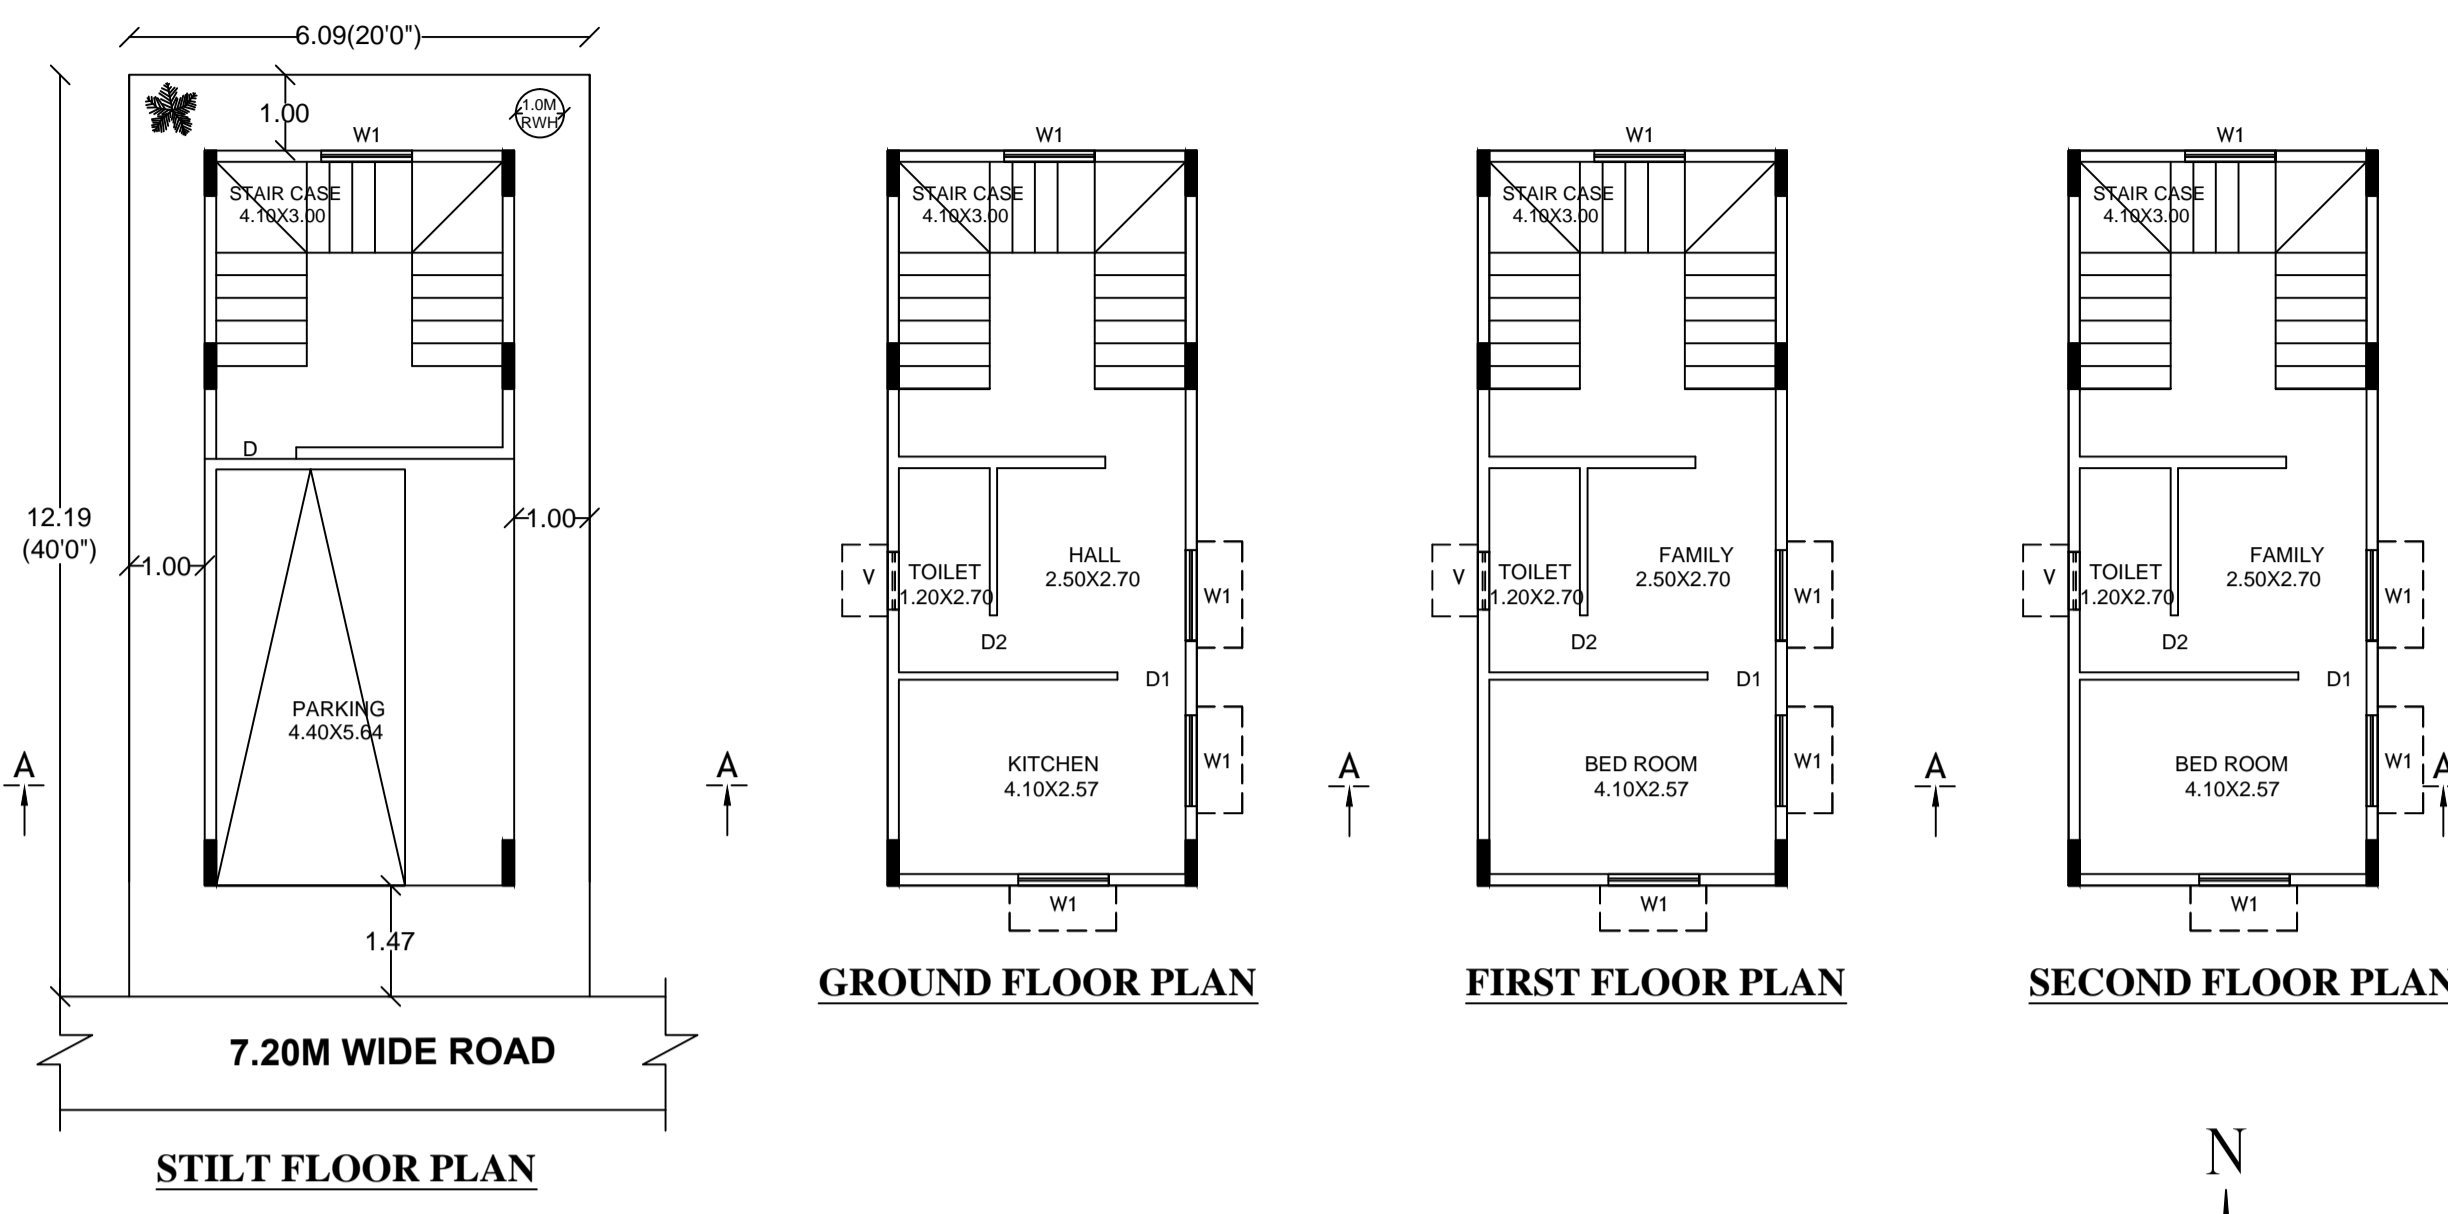 6.09(20'0")
1.00
1.0M
RWH
W1
STAIR CASE
4.10X3.00
D
12.19
(40'0")
1.00
1.00
PARKING
4.40X5.64
A
A
1.47
7.20M WIDE ROAD
STILT FLOOR PLAN
W1
STAIR CASE
4.10X3.00
V
TOILET
1.20X2.70
HALL
2.50X2.70
W1
D2
D1
KITCHEN
4.10X2.57
W1
W1
GROUND FLOOR PLAN
A
W1
STAIR CASE
4.10X3.00
V
TOILET
1.20X2.70
FAMILY
2.50X2.70
W1
D2
D1
BED ROOM
4.10X2.57
W1
W1
FIRST FLOOR PLAN
A
W1
STAIR CASE
4.10X3.00
V
TOILET
1.20X2.70
FAMILY
2.50X2.70
W1
D2
D1
BED ROOM
4.10X2.57
W1
A
W1
SECOND FLOOR PLAN
N